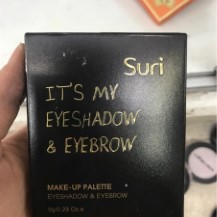 Suri
IT'S MY
EYESHADOW
& EYEBROW
MAKE-UP PALETTE
EYESHADOW & EYEBROW